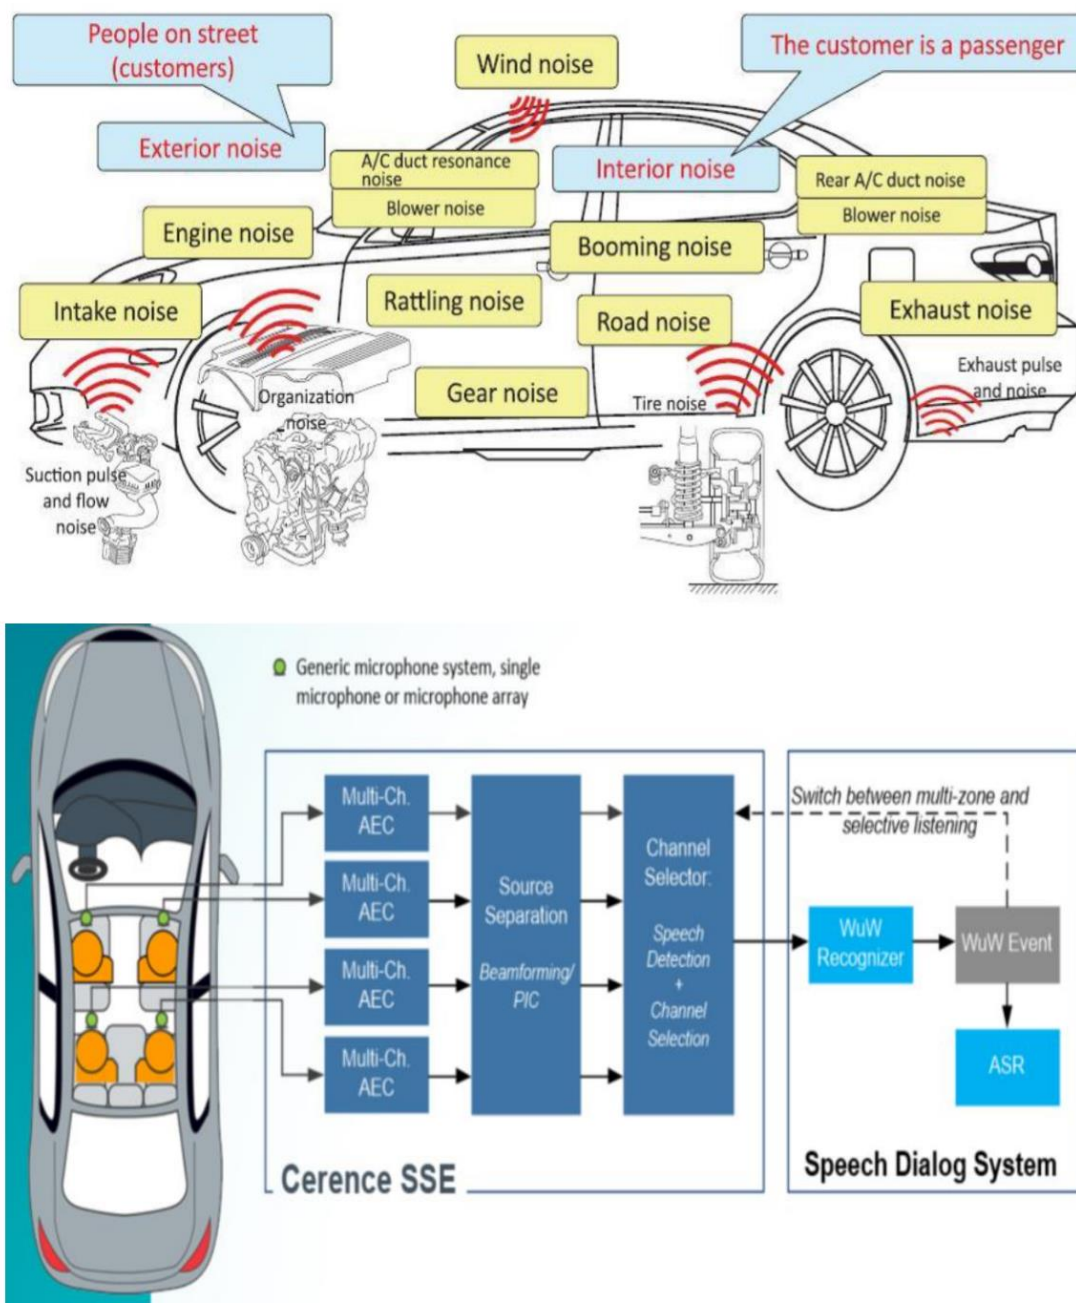 People on street
(customers)
Wind noise
The customer is a passenger
Exterior noise
A/C duct resonance
noise
Blower noise
Interior noise
Rear A/C duct noise
Blower noise
Engine noise
Booming noise
Intake noise
Rattling noise
Road noise
Exhaust noise
Organization
noise
Gear noise
Tire noise
Exhaust pulse
and noise
Suction pulse
and flow
noise
Generic microphone system, single
microphone or microphone array
Multi-Ch.
AEC
Multi-Ch.
AEC
Multi-Ch.
AEC
Multi-Ch.
AEC
Source
Separation
Beamforming/
PIC
Channel
Selector:
Speech
Detection
+
Channel
Selection
Cerence SSE
Switch between multi-zone and
selective listening
WuW
Recognizer
WuW Event
ASR
Speech Dialog System